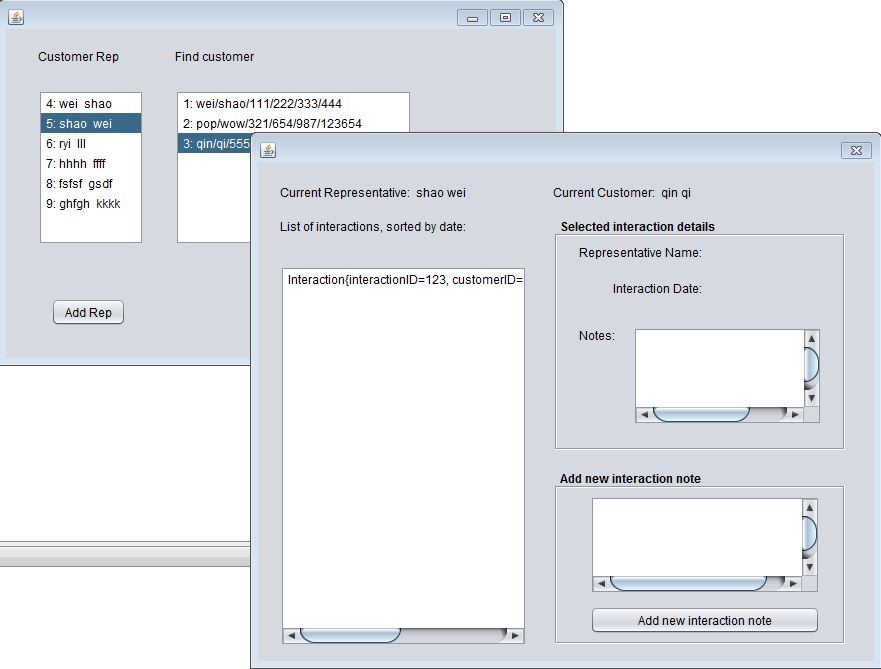 Customer Rep
Find customer
4: wei shao
5: shao wei
6: ryi lll
7: hhhh ffff
8: fsfsf gsdf
9: ghfgh kkkk
1: wei/shao/111/222/333/444
2: pop/wow/321/654/987/123654
3: qin/qi/555
Add Rep
Current Representative: shao wei
Current Customer: qin qi
List of interactions, sorted by date:
Interaction{interactionID=123, customerID=
Selected interaction details
Representative Name:
Interaction Date:
Notes:
Add new interaction note
Add new interaction note